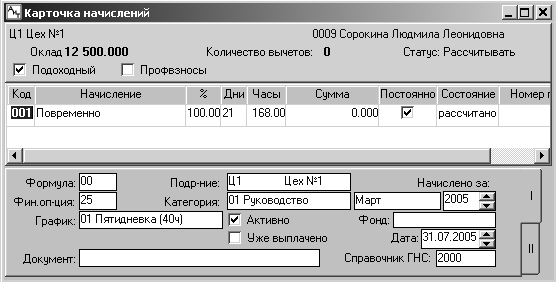 Карточка начислений
Ц1 Цех №1 0009 Сорокина Людмила Леонидовна
Оклад 12 500.000 Количество вычетов: 0 Статус: Рассчитывать
Подоходный Профвзносы
Код Начисление % Дни Часы Сумма Постоянно Состояние Номер п
001 Повременно 100.00 21 168.00 0.000 рассчитано
Формула: 00 Подр-ние: Ц1 Цех №1 Начислено за:
Фин.оп-ция: 25 Категория: 01 Руководство Март 2005
График: 01 Пятидневка (40ч) Активно Фонд:
Уже выплачено Дата: 31.07.2005
Документ: Справочник ГНС: 2000
I
II